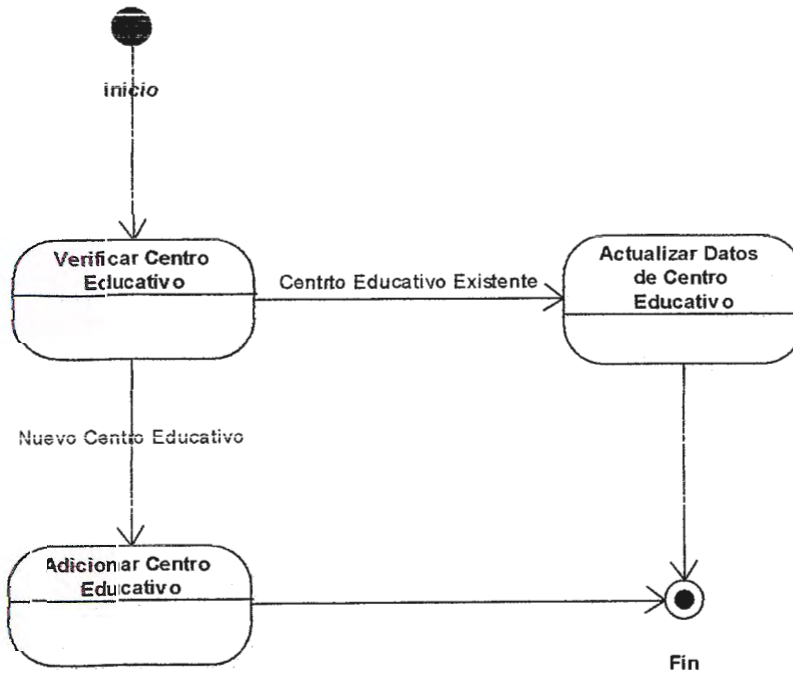 inicio
Verificar Centro
Educativo
Centrto Educativo Existente
Actualizar Datos
de Centro
Educativo
Nuevo Centro Educativo
Adicionar Centro
Educativo
Fin